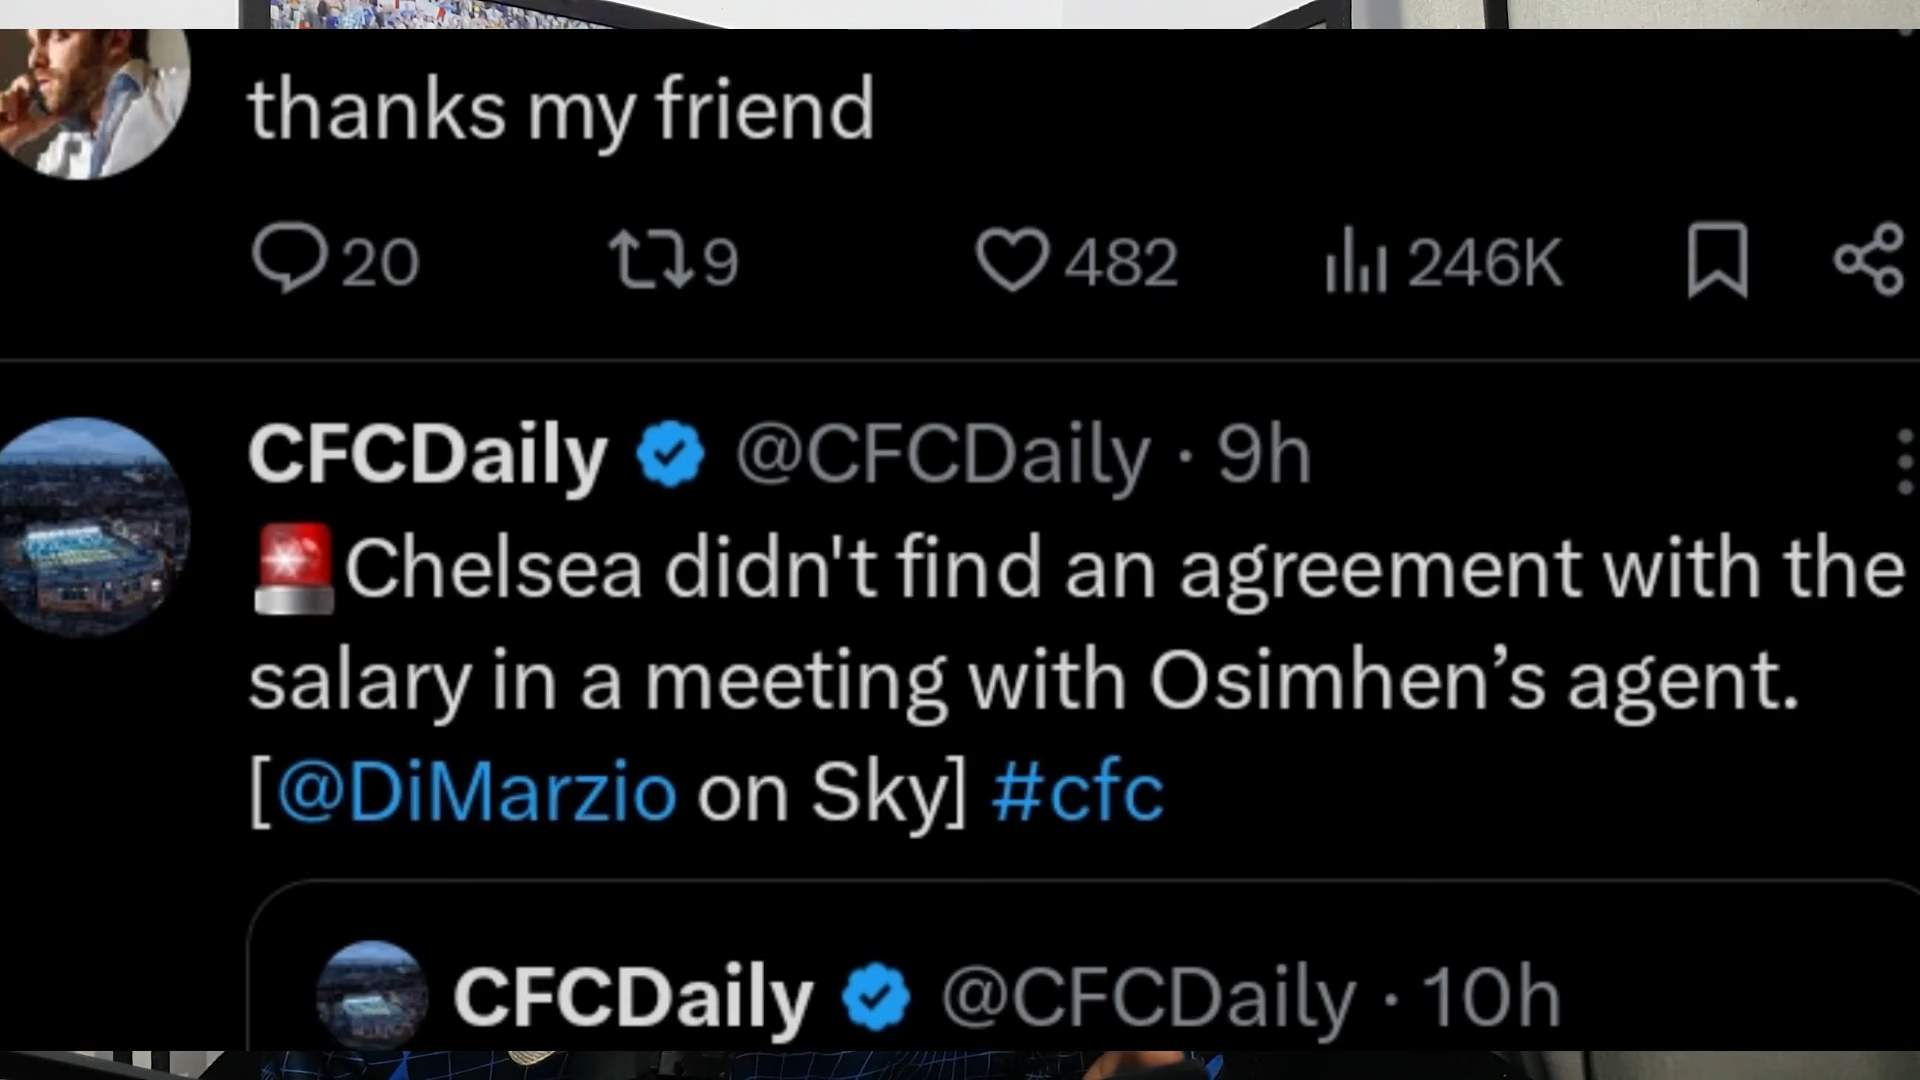 thanks my friend
20 9 482 246K
CFCDaily @CFCDaily · 9h
🚨Chelsea didn't find an agreement with the
salary in a meeting with Osimhen’s agent.
[@DiMarzio on Sky] #cfc
CFCDaily @CFCDaily · 10h